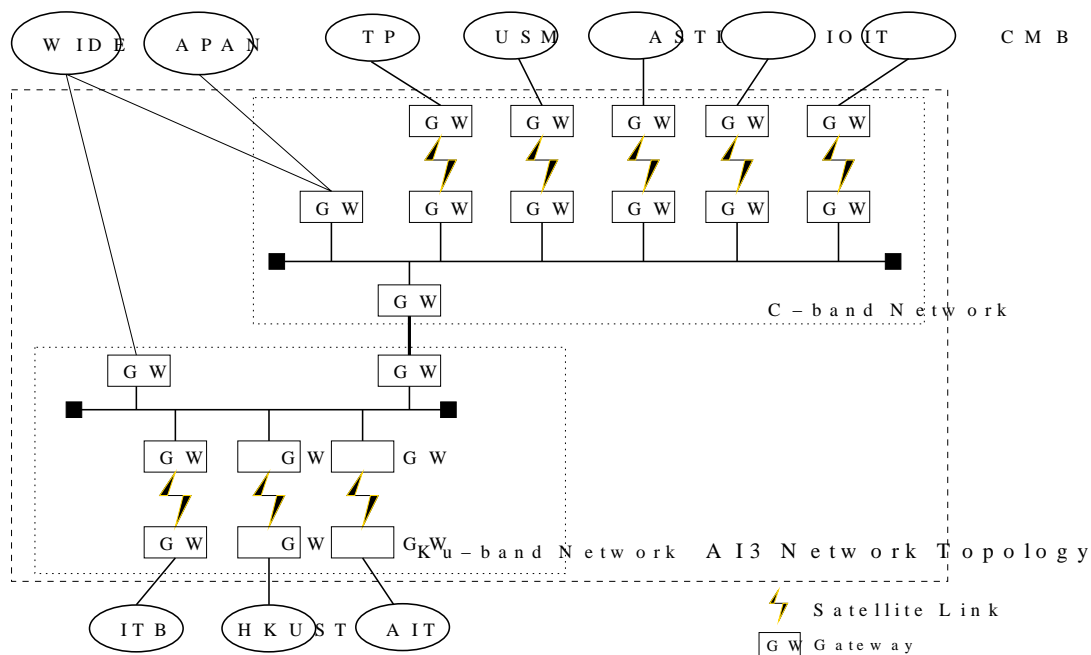 WIDE APAN TP USM ASTI IOIT CMB
GW GW GW GW GW
GW GW GW GW GW GW
GW
C–band Network
GW GW
GW GW GW
GW GW GW
Ku–band Network AI3 Network Topology
Satellite Link
ITB HKUST AIT
GW Gateway